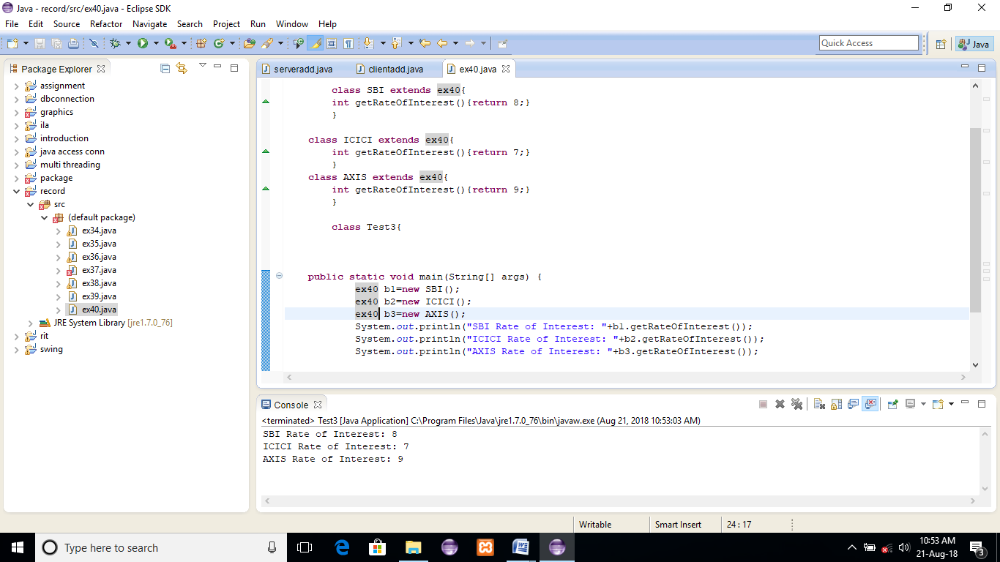 Java - record/src/ex40.java - Eclipse SDK
File Edit Source Refactor Navigate Search Project Run Window Help
Quick Access
Java
Package Explorer
assignment
dbconnection
graphics
ila
introduction
java access conn
multi threading
package
record
src
(default package)
ex34.java
ex35.java
ex36.java
ex37.java
ex38.java
ex39.java
ex40.java
JRE System Library [jre1.7.0_76]
rit
swing
serveradd.java clientadd.java ex40.java
class SBI extends ex40{
int getRateOfInterest(){return 8;}
}
class ICICI extends ex40{
int getRateOfInterest(){return 7;}
}
class AXIS extends ex40{
int getRateOfInterest(){return 9;}
}
class Test3{
public static void main(String[] args) {
ex40 b1=new SBI();
ex40 b2=new ICICI();
ex40 b3=new AXIS();
System.out.println("SBI Rate of Interest: "+b1.getRateOfInterest());
System.out.println("ICICI Rate of Interest: "+b2.getRateOfInterest());
System.out.println("AXIS Rate of Interest: "+b3.getRateOfInterest());
Console
<terminated> Test3 [Java Application] C:\Program Files\Java\jre1.7.0_76\bin\javaw.exe (Aug 21, 2018 10:53:03 AM)
SBI Rate of Interest: 8
ICICI Rate of Interest: 7
AXIS Rate of Interest: 9
Writable Smart Insert 24 : 17
Type here to search
10:53 AM
21-Aug-18
3